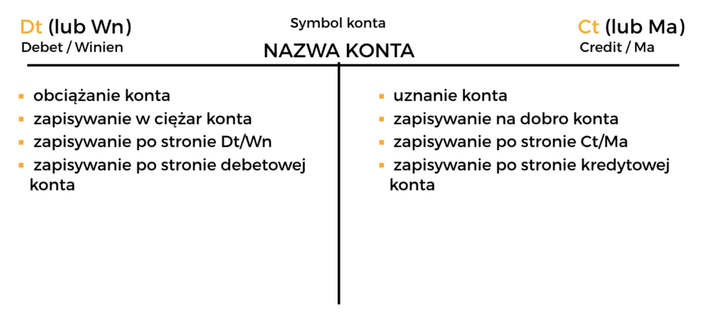 Dt (lub Wn)
Debet / Winien
Symbol konta
NAZWA KONTA
Ct (lub Ma)
Credit / Ma
▪ obciążanie konta
▪ zapisywanie w ciężar konta
▪ zapisywanie po stronie Dt/Wn
▪ zapisywanie po stronie debetowej
konta
▪ uznanie konta
▪ zapisywanie na dobro konta
▪ zapisywanie po stronie Ct/Ma
▪ zapisywanie po stronie kredytowej
konta